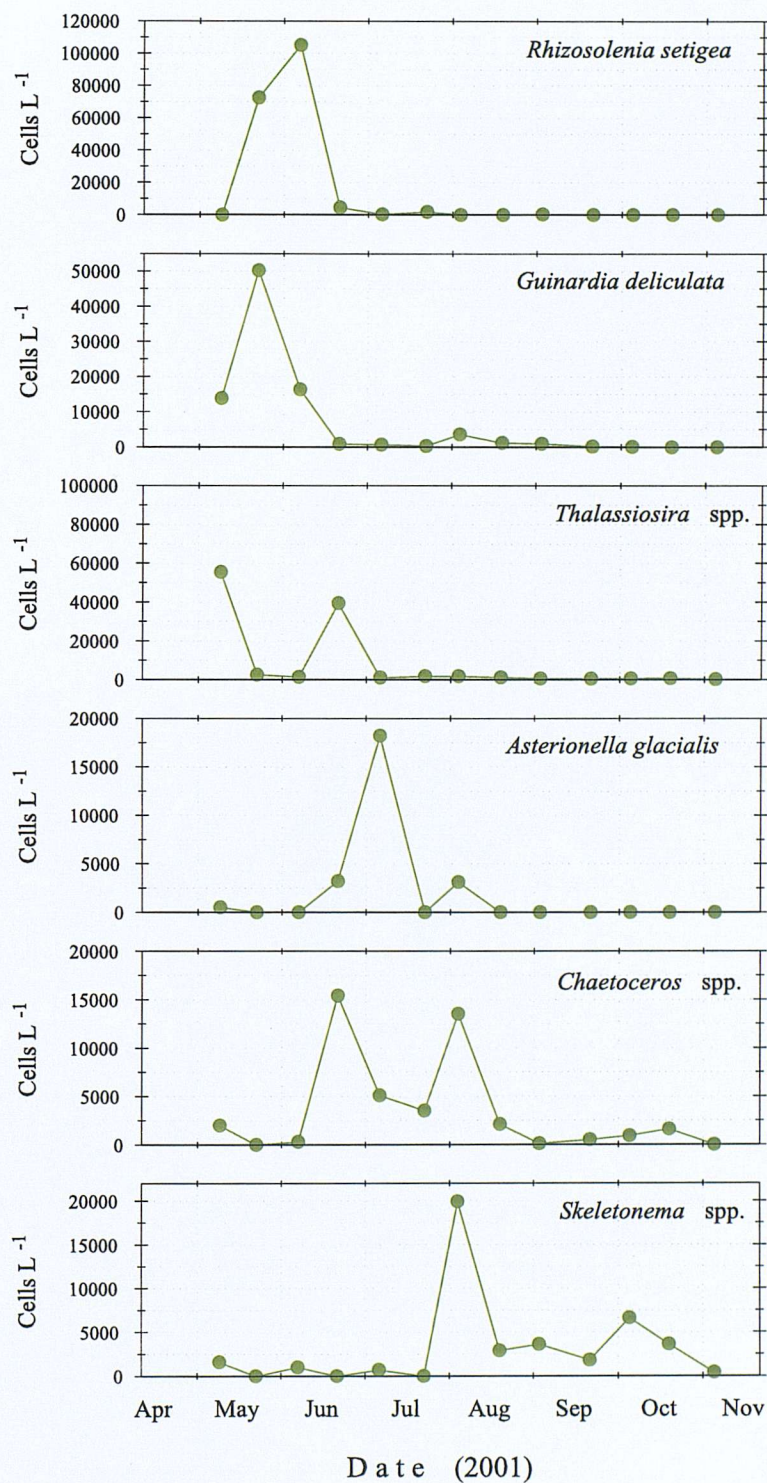 Rhizosolenia setigea
Cells L -1
120000
100000
80000
60000
40000
20000
0
Guinardia deliculata
Cells L -1
50000
40000
30000
20000
10000
0
Thalassiosira spp.
Cells L -1
100000
80000
60000
40000
20000
0
Asterionella glacialis
Cells L -1
20000
15000
10000
5000
0
Chaetoceros spp.
Cells L -1
20000
15000
10000
5000
0
Skeletonema spp.
Cells L -1
20000
15000
10000
5000
0
Apr May Jun Jul Aug Sep Oct Nov
Date (2001)